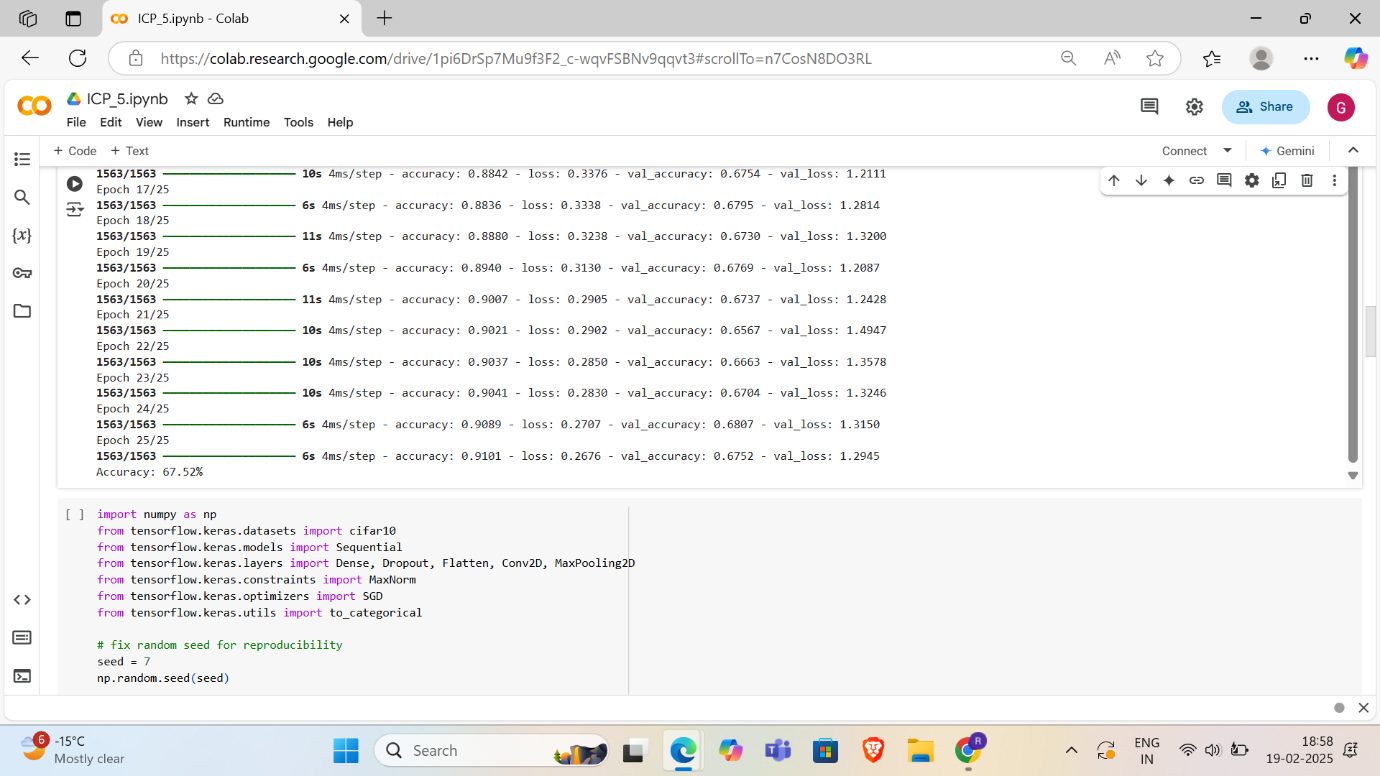 ICP_5.ipynb - Colab
https://colab.research.google.com/drive/1pi6DrSp7Mu9f3F2_c-wqvFSBNv9qqvt3#scrollTo=n7CosN8DO3RL
ICP_5.ipynb
File Edit View Insert Runtime Tools Help
Share
G
+ Code + Text
Connect
Gemini
1563/1563 10s 4ms/step - accuracy: 0.8842 - loss: 0.3376 - val_accuracy: 0.6754 - val_loss: 1.2111
Epoch 17/25
1563/1563 6s 4ms/step - accuracy: 0.8836 - loss: 0.3338 - val_accuracy: 0.6795 - val_loss: 1.2814
Epoch 18/25
1563/1563 11s 4ms/step - accuracy: 0.8880 - loss: 0.3238 - val_accuracy: 0.6730 - val_loss: 1.3200
Epoch 19/25
1563/1563 6s 4ms/step - accuracy: 0.8940 - loss: 0.3130 - val_accuracy: 0.6769 - val_loss: 1.2087
Epoch 20/25
1563/1563 11s 4ms/step - accuracy: 0.9007 - loss: 0.2905 - val_accuracy: 0.6737 - val_loss: 1.2428
Epoch 21/25
1563/1563 10s 4ms/step - accuracy: 0.9021 - loss: 0.2902 - val_accuracy: 0.6567 - val_loss: 1.4947
Epoch 22/25
1563/1563 10s 4ms/step - accuracy: 0.9037 - loss: 0.2850 - val_accuracy: 0.6663 - val_loss: 1.3578
Epoch 23/25
1563/1563 10s 4ms/step - accuracy: 0.9041 - loss: 0.2830 - val_accuracy: 0.6704 - val_loss: 1.3246
Epoch 24/25
1563/1563 6s 4ms/step - accuracy: 0.9089 - loss: 0.2707 - val_accuracy: 0.6807 - val_loss: 1.3150
Epoch 25/25
1563/1563 6s 4ms/step - accuracy: 0.9101 - loss: 0.2676 - val_accuracy: 0.6752 - val_loss: 1.2945
Accuracy: 67.52%
[ ] import numpy as np
from tensorflow.keras.datasets import cifar10
from tensorflow.keras.models import Sequential
from tensorflow.keras.layers import Dense, Dropout, Flatten, Conv2D, MaxPooling2D
from tensorflow.keras.constraints import MaxNorm
from tensorflow.keras.optimizers import SGD
from tensorflow.keras.utils import to_categorical
# fix random seed for reproducibility
seed = 7
np.random.seed(seed)
6
-15°C
Mostly clear
Search
R
ENG
IN
18:58
19-02-2025